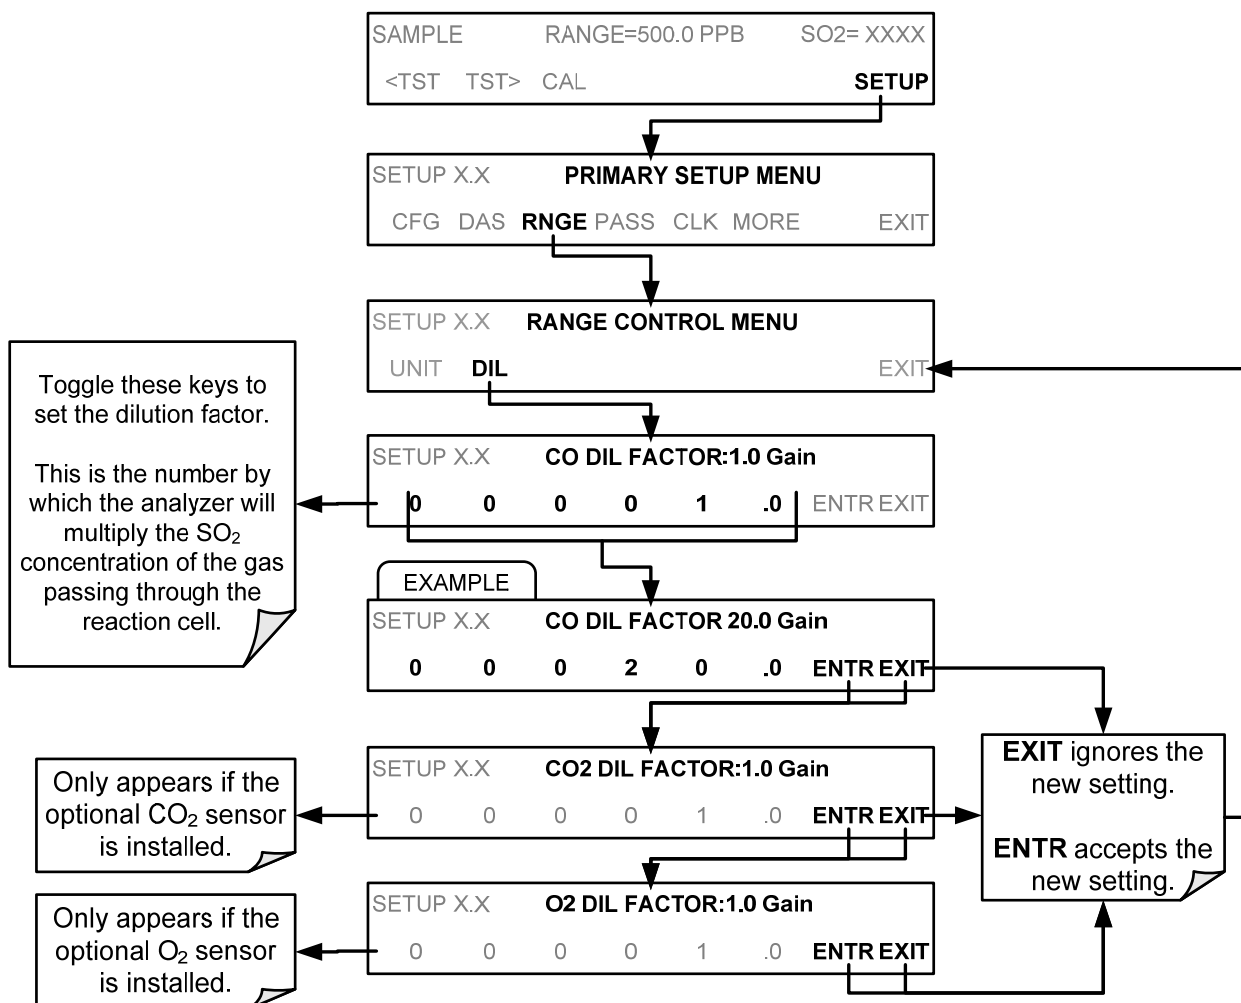 SAMPLE RANGE=500.0 PPB SO2= XXXX
<TST TST> CAL SETUP
SETUP X.X PRIMARY SETUP MENU
CFG DAS RNGE PASS CLK MORE EXIT
SETUP X.X RANGE CONTROL MENU
UNIT DIL EXIT
Toggle these keys to
set the dilution factor.
This is the number by
which the analyzer will
multiply the SO₂
concentration of the gas
passing through the
reaction cell.
SETUP X.X CO DIL FACTOR:1.0 Gain
0 0 0 0 1 .0 ENTR EXIT
EXAMPLE
SETUP X.X CO DIL FACTOR 20.0 Gain
0 0 0 2 0 .0 ENTR EXIT
SETUP X.X CO2 DIL FACTOR:1.0 Gain
0 0 0 0 1 .0 ENTR EXIT
Only appears if the
optional CO₂ sensor
is installed.
EXIT ignores the
new setting.
ENTR accepts the
new setting.
SETUP X.X O2 DIL FACTOR:1.0 Gain
0 0 0 0 1 .0 ENTR EXIT
Only appears if the
optional O₂ sensor
is installed.